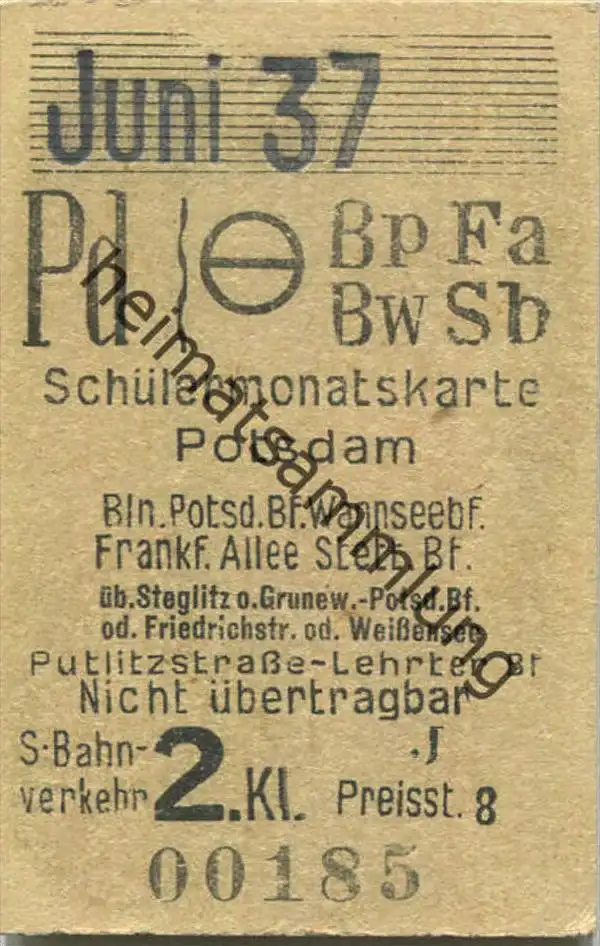 Juni 37
Pd Bp Fa
Bw Sb
Schülermonatskarte
Potsdam
Bln.Potsd.Bf.Wannseebf.
Frankf. Allee Stett. Bf.
üb.Steglitz o.Grunew.-Potsd.Bf.
od. Friedrichstr. od. Weißensee
Putlitzstraße-Lehrter Bf
Nicht übertragbar
S-Bahn- .J
verkehr 2.Kl. Preisst. 8
00185
heimatsammlung